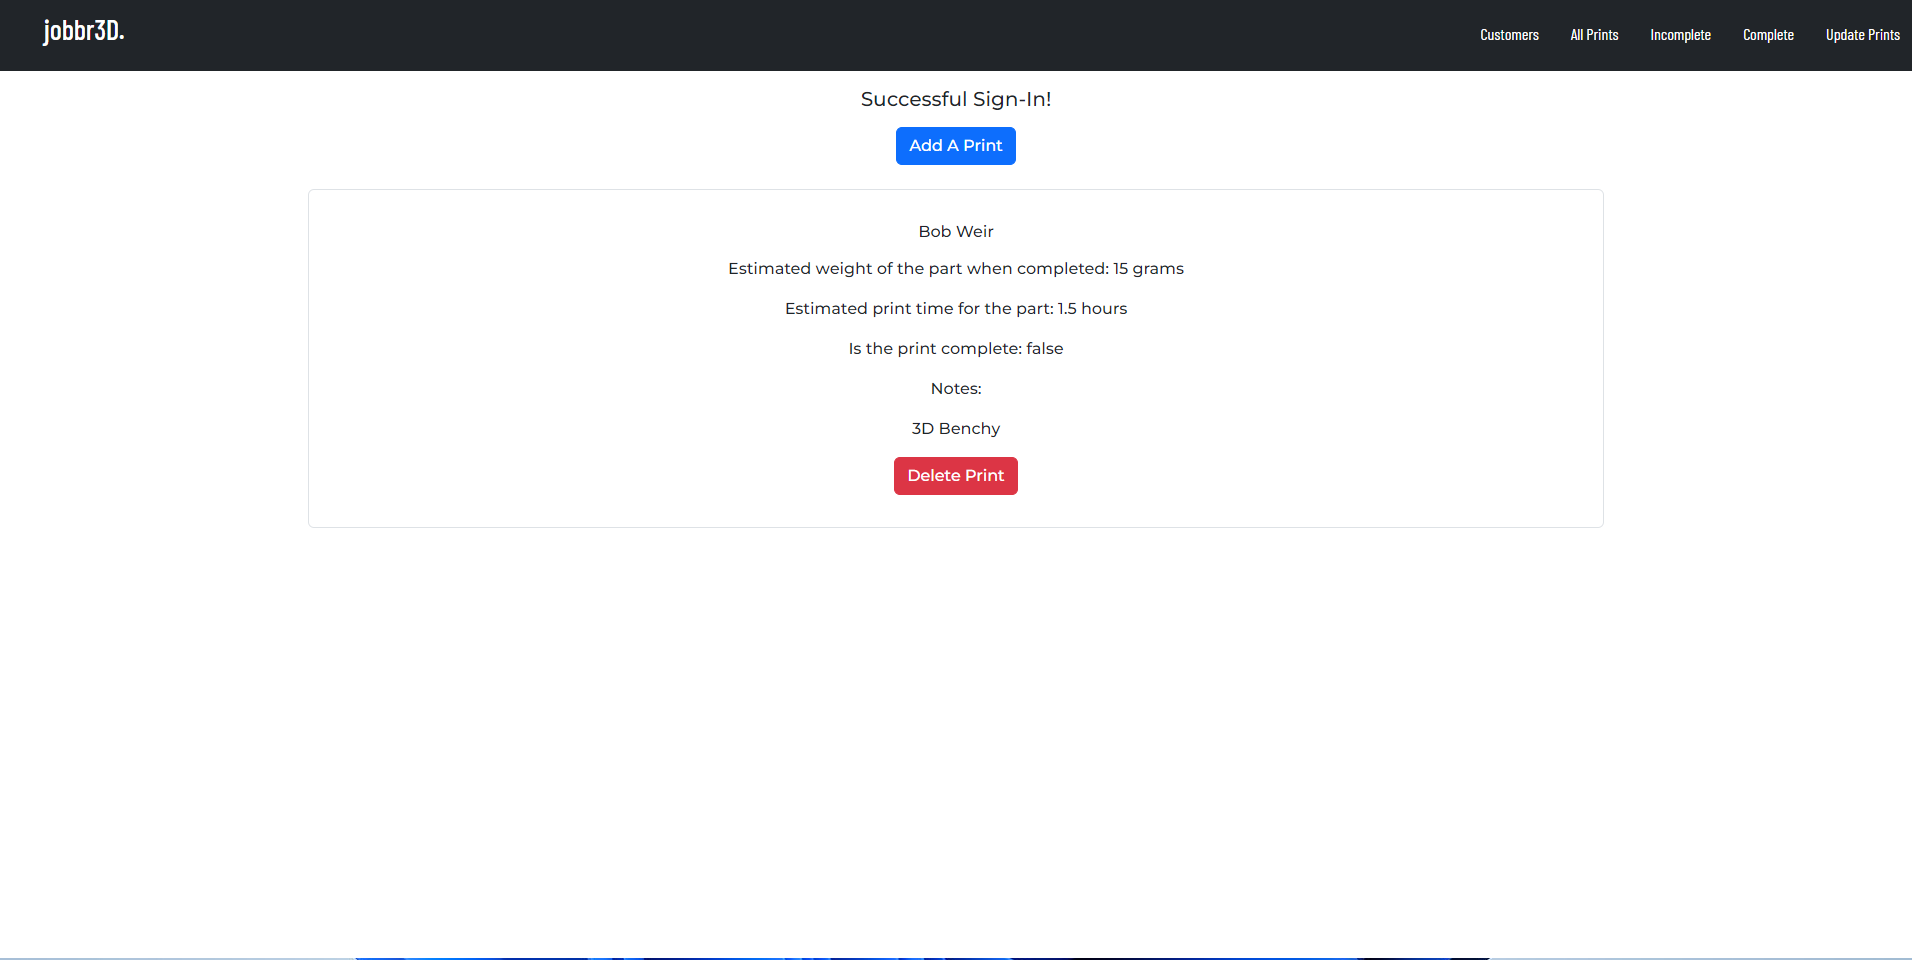 jobbr3D.
Customers All Prints Incomplete Complete Update Prints
Successful Sign-In!
Add A Print
Bob Weir
Estimated weight of the part when completed: 15 grams
Estimated print time for the part: 1.5 hours
Is the print complete: false
Notes:
3D Benchy
Delete Print